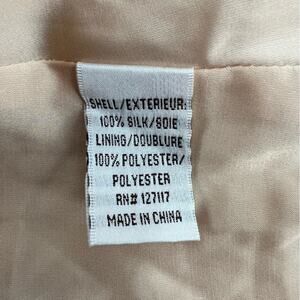 SHELL/EXTERIEUR:
100% SILK/SOIE
LINING/DOUBLURE
100% POLYESTER/
POLYESTER
RN# 127117
MADE IN CHINA